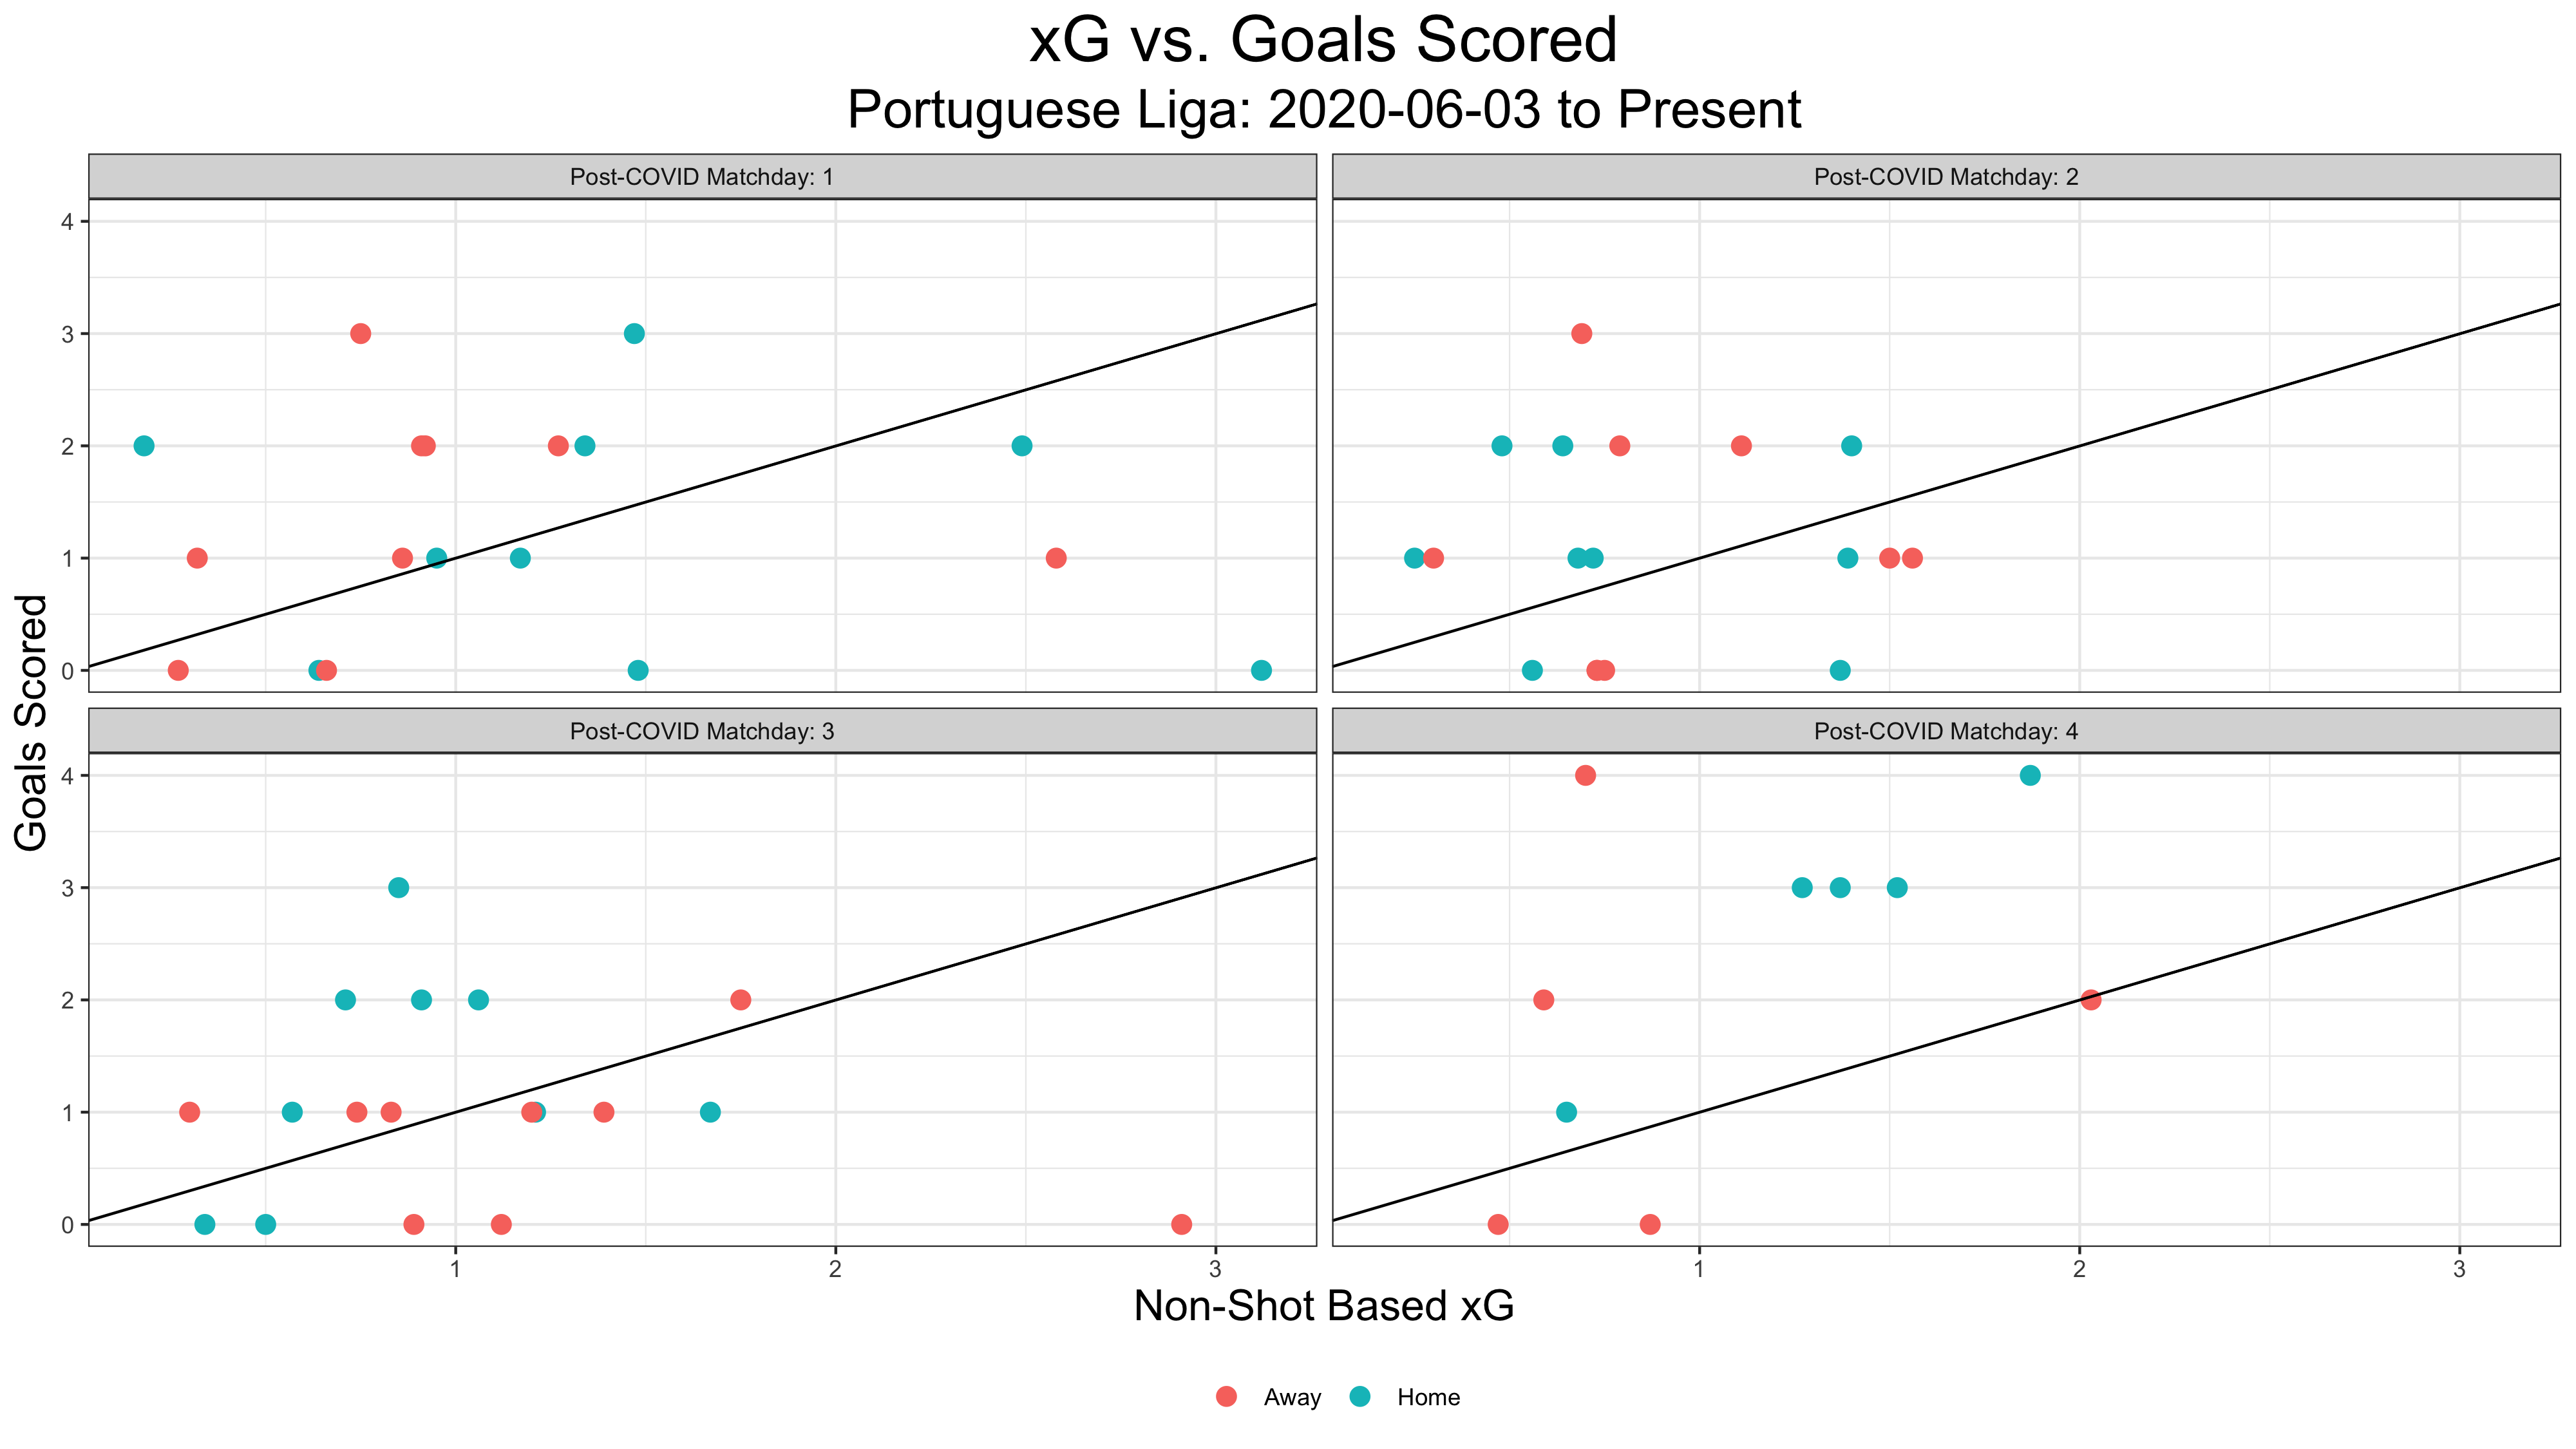 xG vs. Goals Scored
Portuguese Liga: 2020-06-03 to Present
Post-COVID Matchday: 1
Post-COVID Matchday: 2
4
3
2
1
0
Goals Scored
Post-COVID Matchday: 3
Post-COVID Matchday: 4
4
3
2
1
0
1 2 3 1 2 3
Non-Shot Based xG
Away Home